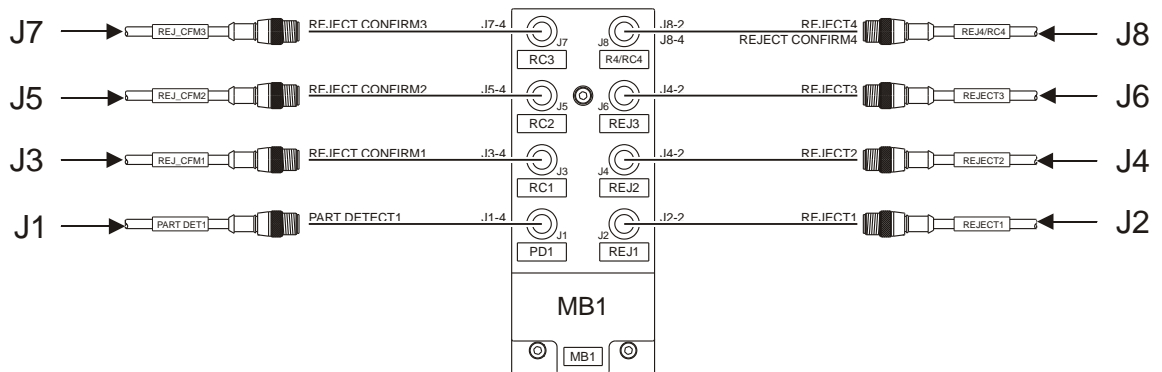 J7 REJ_CFM3 REJECT CONFIRM3 J7-4 J7 J8 J8-2 REJECT4 REJ4/RC4 J8
J8-4 REJECT CONFIRM4
RC3 R4/RC4
J5 REJ_CFM2 REJECT CONFIRM2 J5-4 J5 J6 J4-2 REJECT3 REJECT3 J6
RC2 REJ3
J3 REJ_CFM1 REJECT CONFIRM1 J3-4 J3 J4 J4-2 REJECT2 REJECT2 J4
RC1 REJ2
J1 PART DET1 PART DETECT1 J1-4 J1 J2 J2-2 REJECT1 REJECT1 J2
PD1 REJ1
MB1
MB1